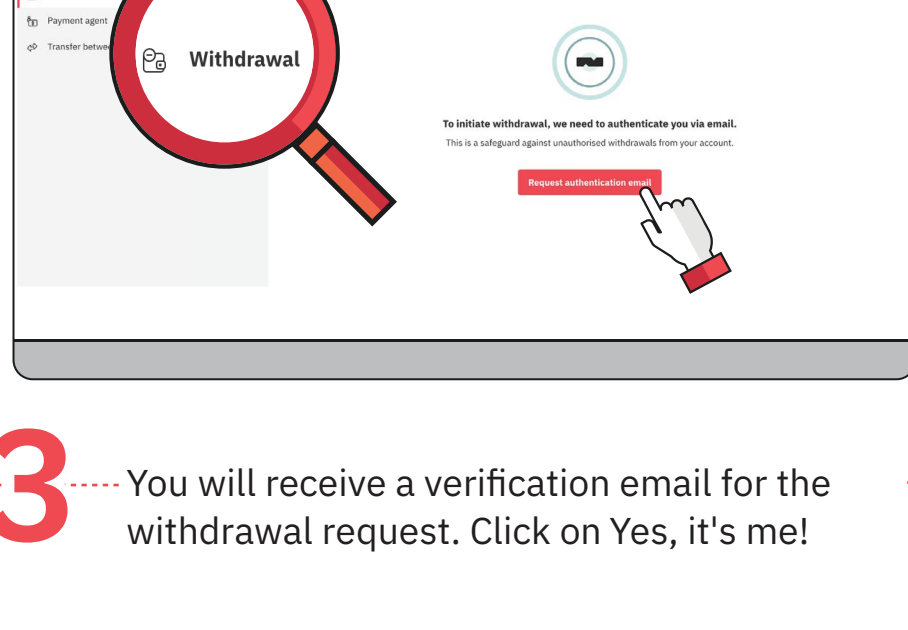 Payment agent
Transfer betwe
Withdrawal
To initiate withdrawal, we need to authenticate you via email.
This is a safeguard against unauthorised withdrawals from your account.
Request authentication email
3
You will receive a verification email for the
withdrawal request. Click on Yes, it's me!